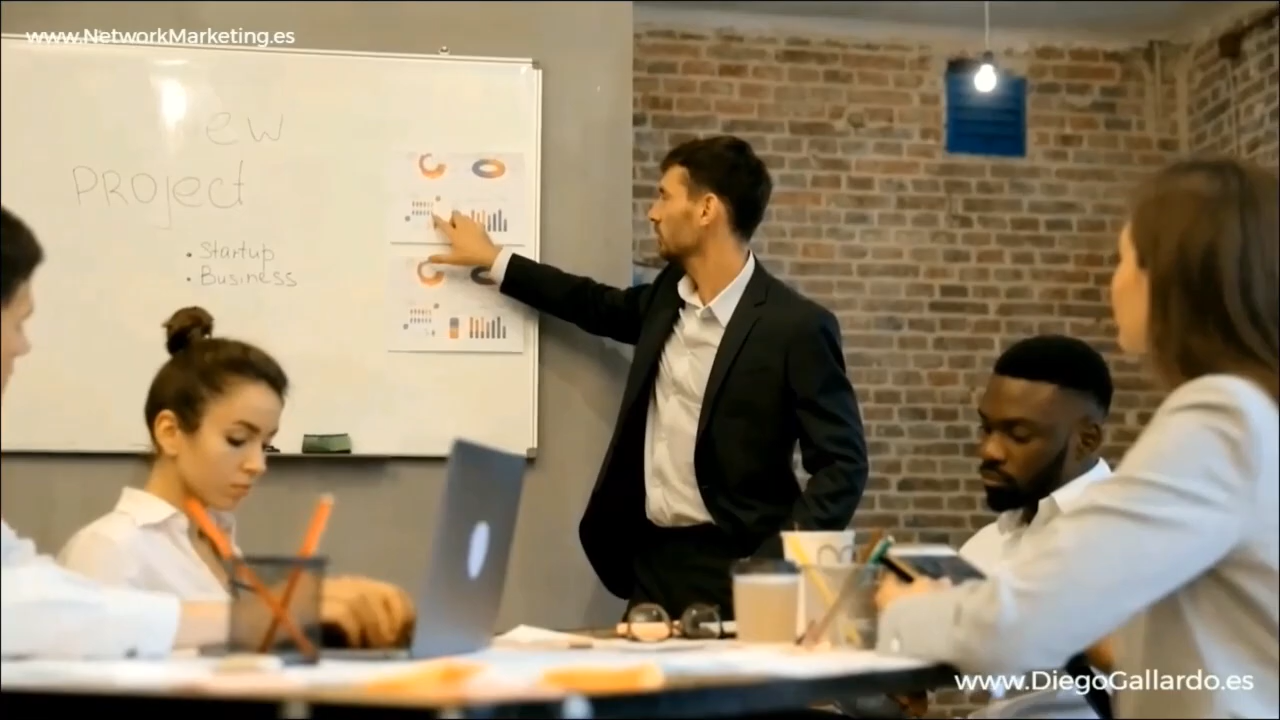 www.NetworkMarketing.es
ew
PROject
• Startup
• Business
www.DiegoGallardo.es